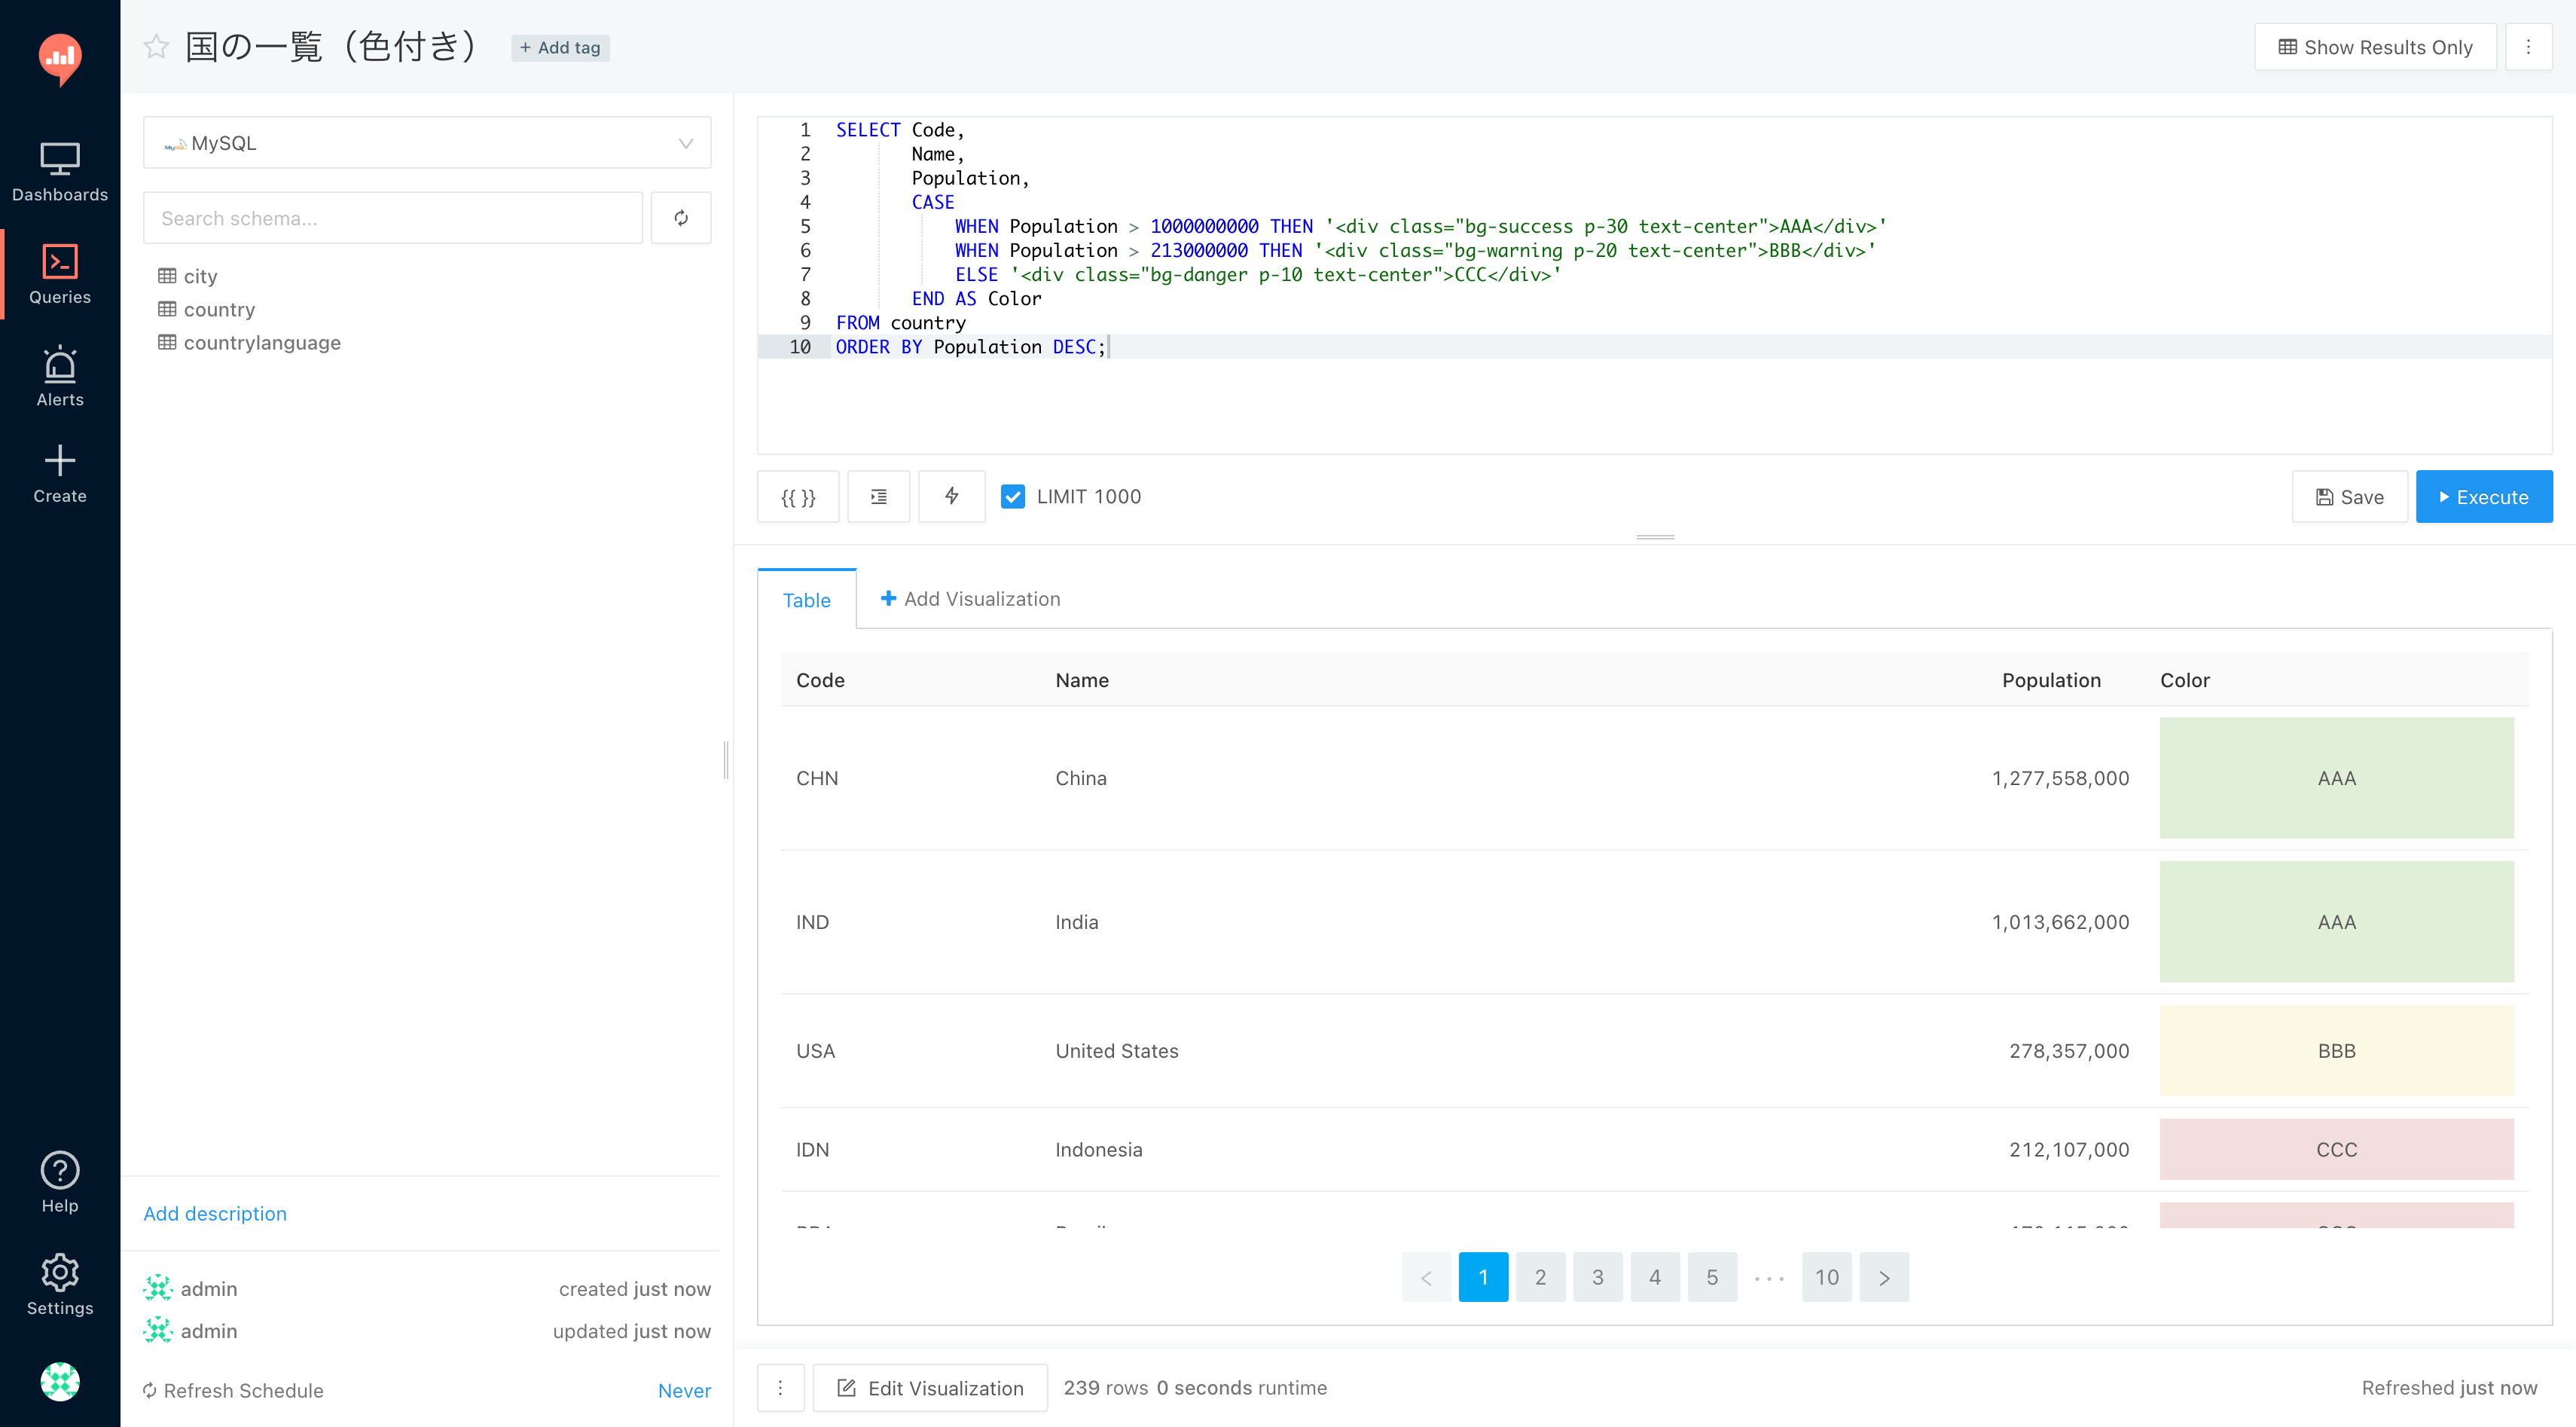 国の一覧（色付き）
+ Add tag
Show Results Only
Dashboards
Queries
Alerts
Create
Help
Settings
MySQL
Search schema...
city
country
countrylanguage
Add description
admin created just now
admin updated just now
Refresh Schedule Never
1 SELECT Code,
2 Name,
3 Population,
4 CASE
5 WHEN Population > 1000000000 THEN '<div class="bg-success p-30 text-center">AAA</div>'
6 WHEN Population > 213000000 THEN '<div class="bg-warning p-20 text-center">BBB</div>'
7 ELSE '<div class="bg-danger p-10 text-center">CCC</div>'
8 END AS Color
9 FROM country
10 ORDER BY Population DESC;
{{ }} LIMIT 1000 Save Execute
Table + Add Visualization
Code Name Population Color
CHN China 1,277,558,000 AAA
IND India 1,013,662,000 AAA
USA United States 278,357,000 BBB
IDN Indonesia 212,107,000 CCC
< 1 2 3 4 5 ··· 10 >
Edit Visualization 239 rows 0 seconds runtime Refreshed just now